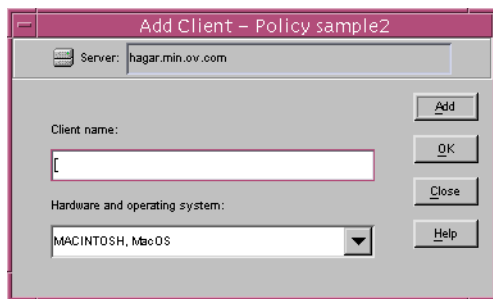 Add Client – Policy sample2
Server: hagar.min.ov.com
Add
Client name:
OK
[
Close
Hardware and operating system:
Help
MACINTOSH, MacOS